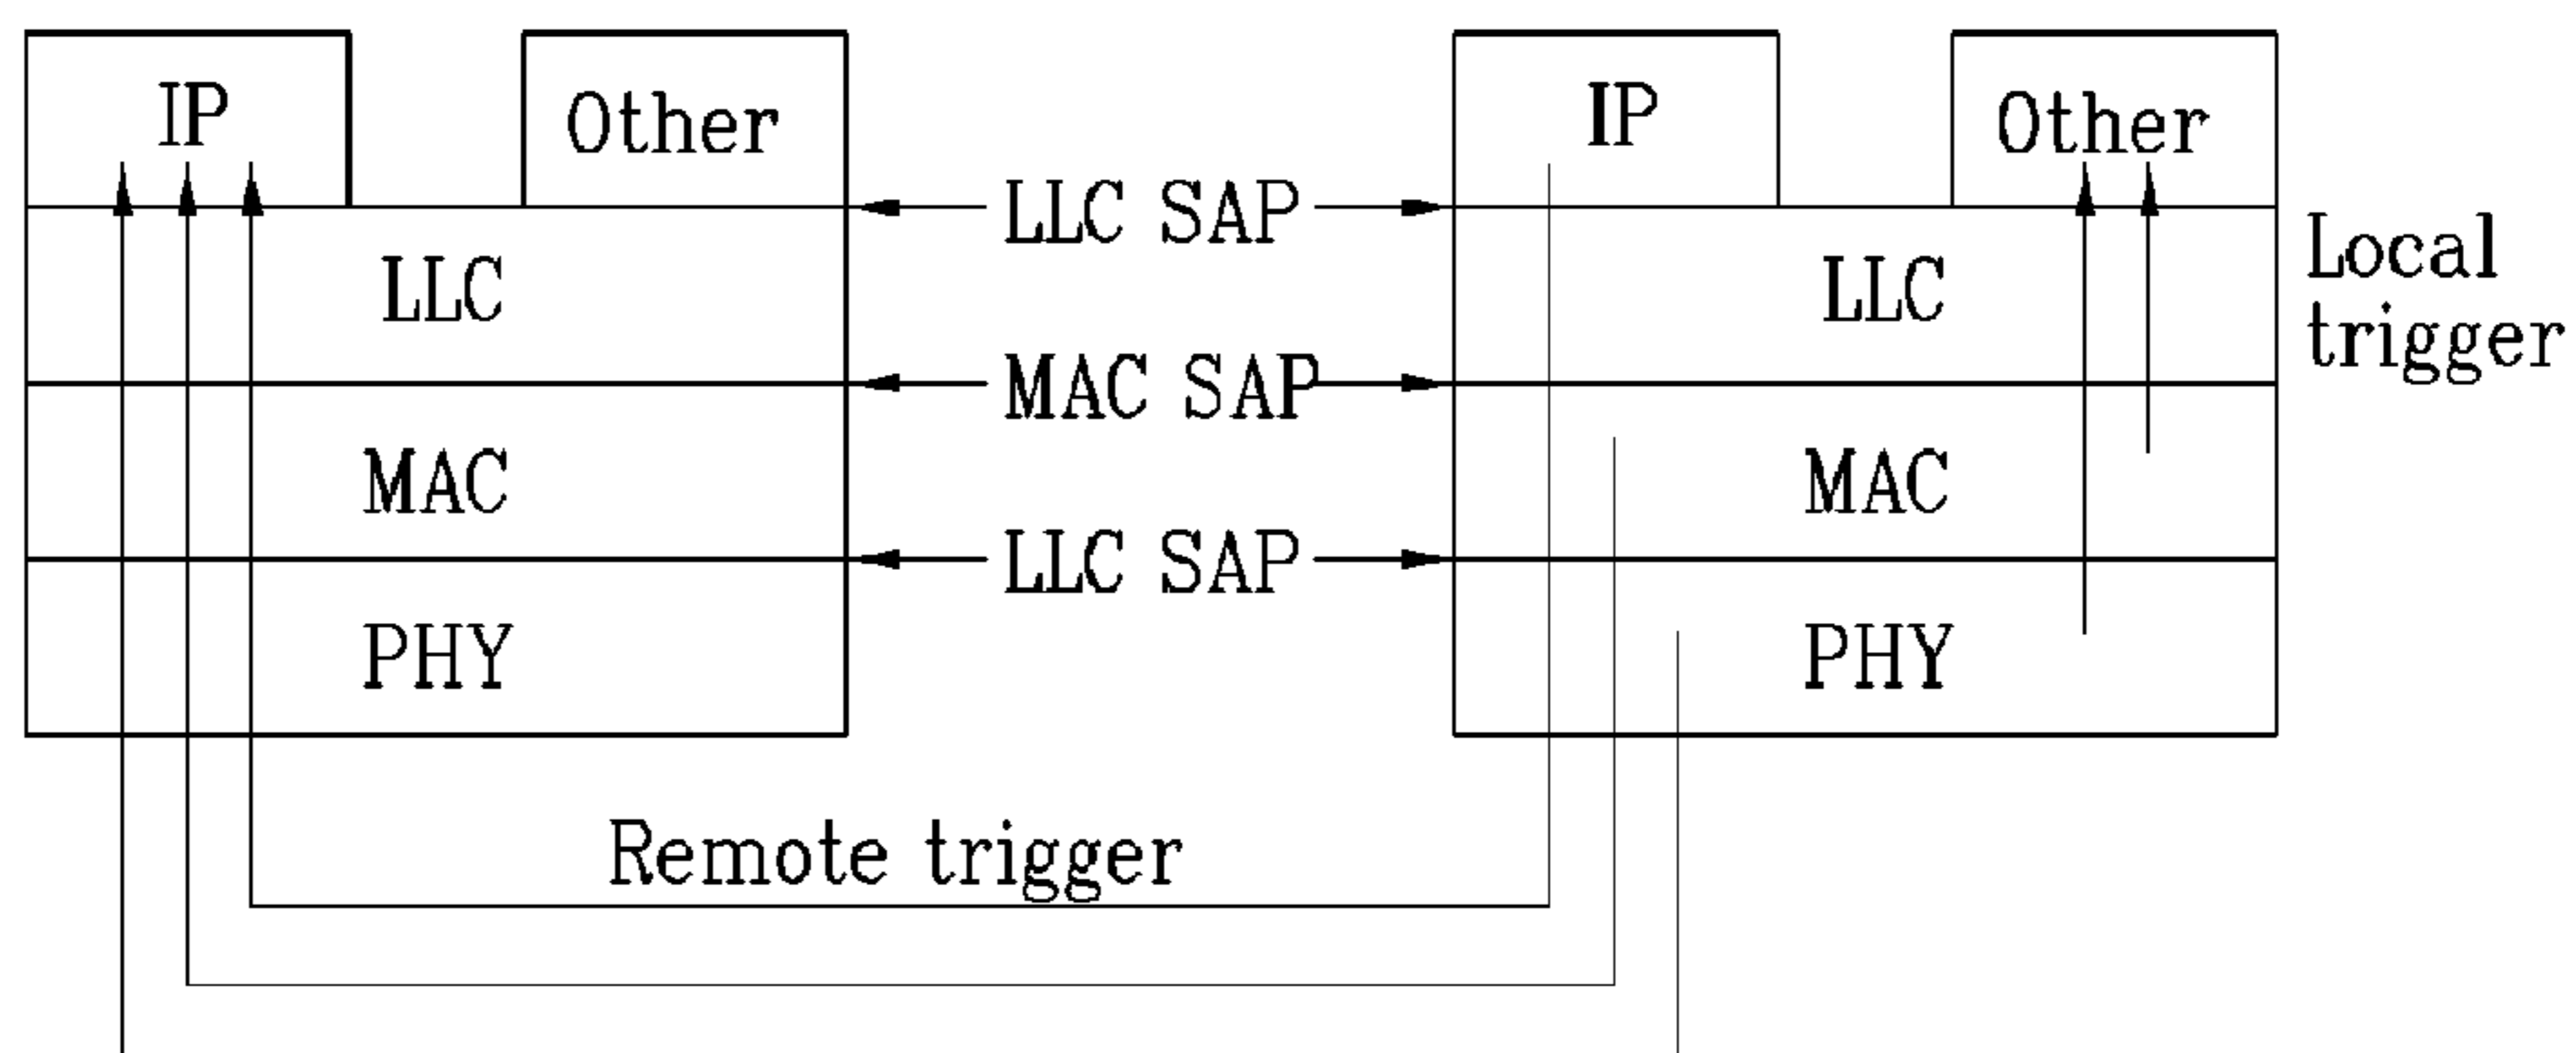 IP
Other
IP
Other
LLC SAP
LLC
LLC
Local
trigger
MAC SAP
MAC
MAC
LLC SAP
PHY
PHY
Remote trigger